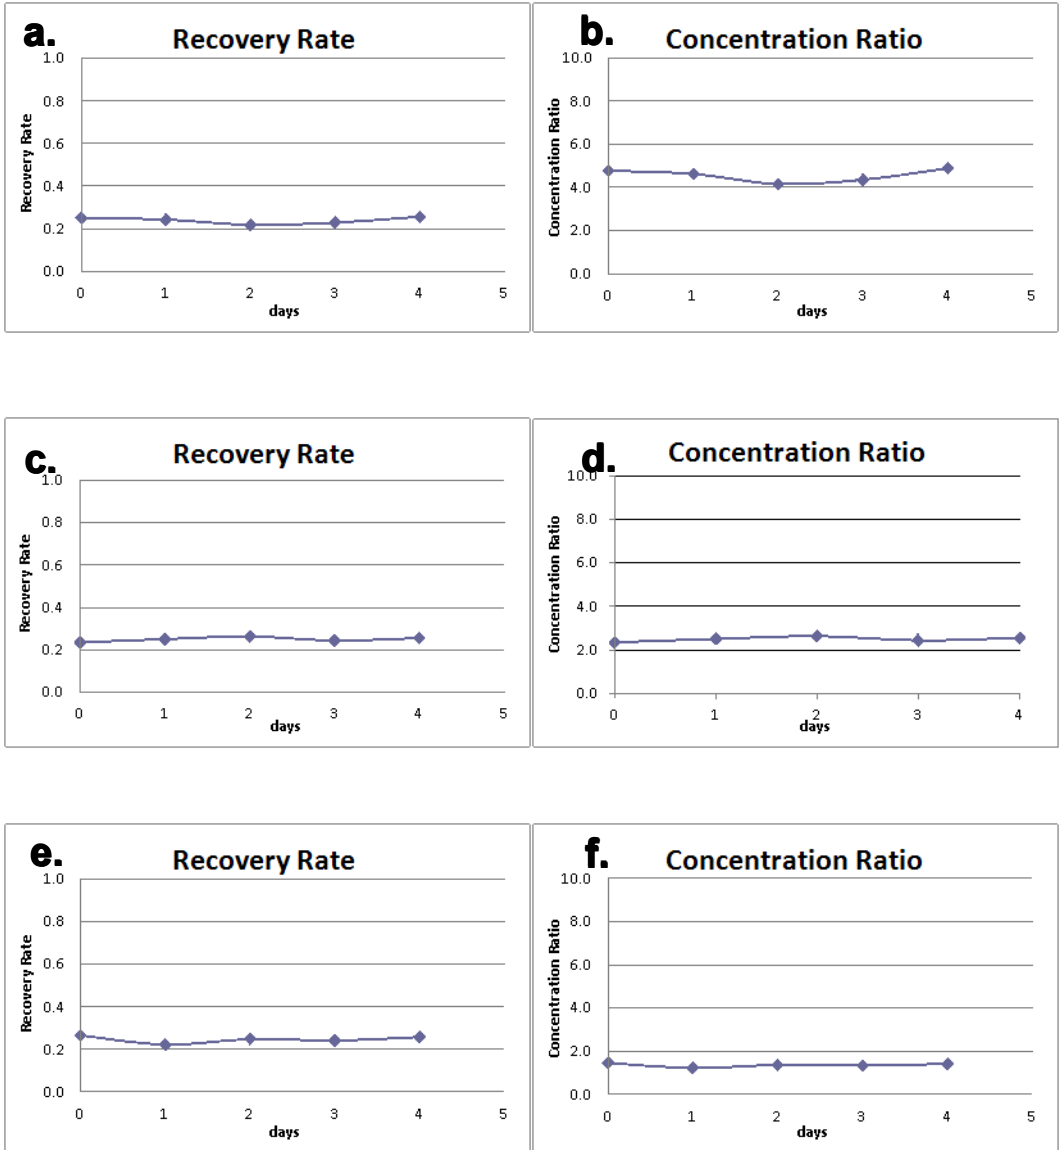 a.
Recovery Rate
1.0
0.8
0.6
0.4
0.2
0.0
Recovery Rate
0 1 2 3 4 5
days
b.
Concentration Ratio
10.0
8.0
6.0
4.0
2.0
0.0
Concentration Ratio
0 1 2 3 4 5
days
c.
Recovery Rate
1.0
0.8
0.6
0.4
0.2
0.0
Recovery Rate
0 1 2 3 4 5
days
d.
Concentration Ratio
10.0
8.0
6.0
4.0
2.0
0.0
Concentration Ratio
0 1 2 3 4
days
e.
Recovery Rate
1.0
0.8
0.6
0.4
0.2
0.0
Recovery Rate
0 1 2 3 4 5
days
f.
Concentration Ratio
10.0
8.0
6.0
4.0
2.0
0.0
Concentration Ratio
0 1 2 3 4 5
days